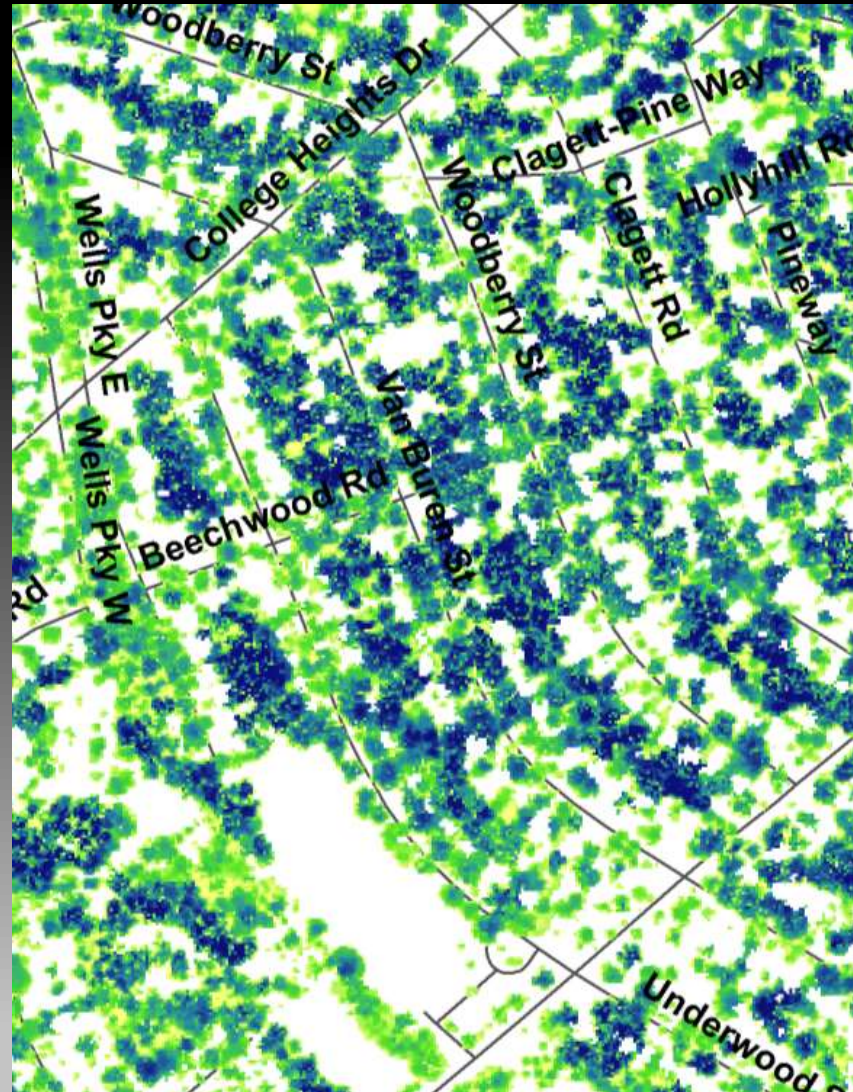 Woodberry St
College Heights Dr
Clagett-Pine Way
Hollyhill Rd
Wells Pky E
Woodberry St
Clagett Rd
Pineway
Van Buren St
Wells Pky W
Beechwood Rd
Rd
Underwood S